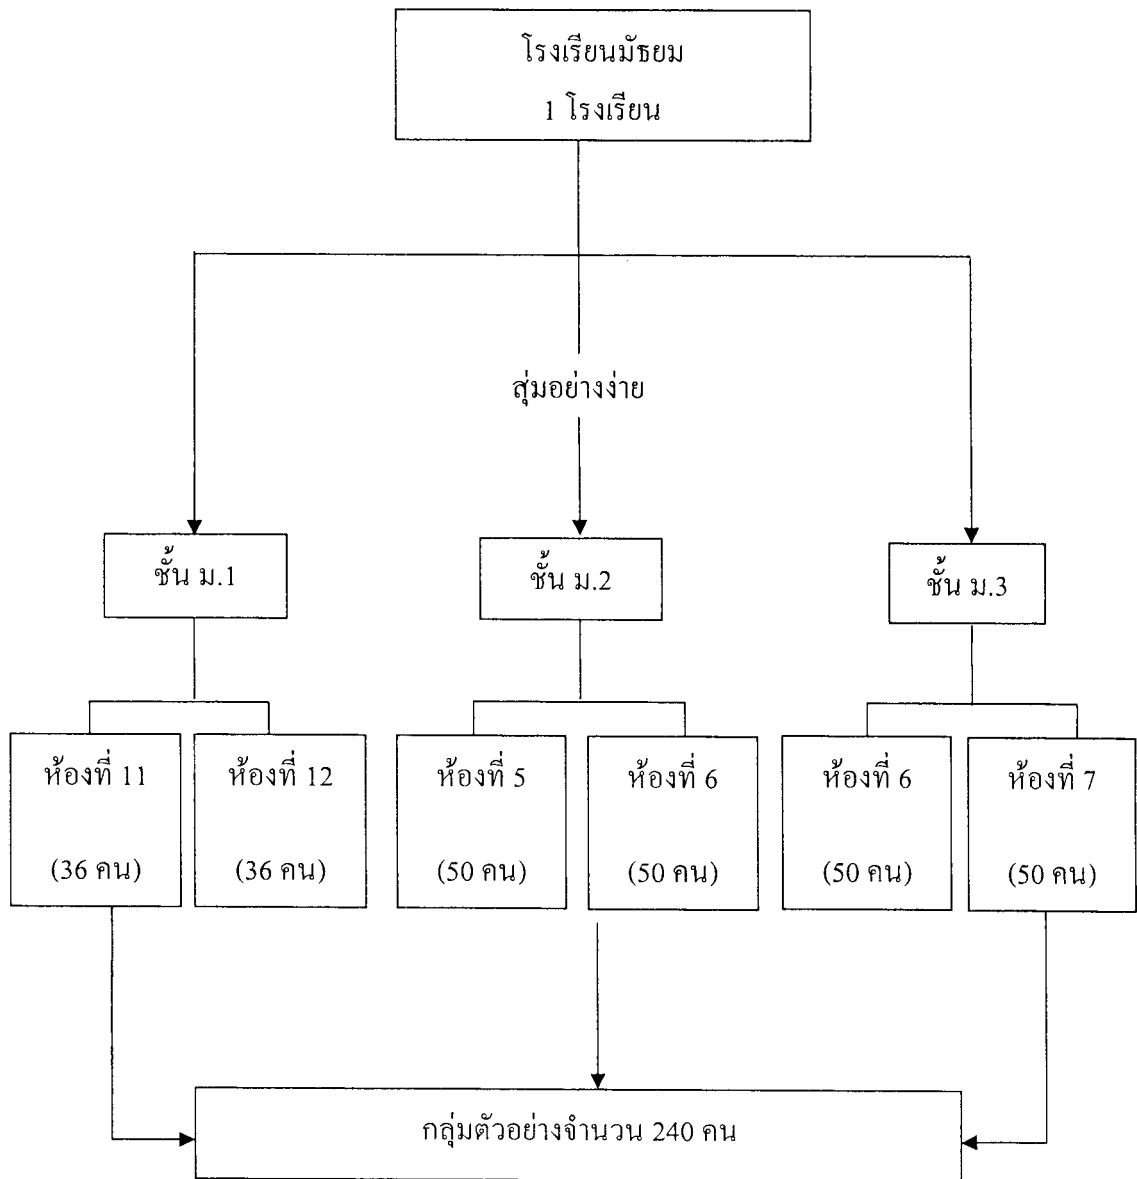 โรงเรียนมัธยม
1 โรงเรียน
สุ่มอย่างง่าย
ชั้น ม.1
ชั้น ม.2
ชั้น ม.3
ห้องที่ 11
(36 คน)
ห้องที่ 12
(36 คน)
ห้องที่ 5
(50 คน)
ห้องที่ 6
(50 คน)
ห้องที่ 6
(50 คน)
ห้องที่ 7
(50 คน)
กลุ่มตัวอย่างจำนวน 240 คน